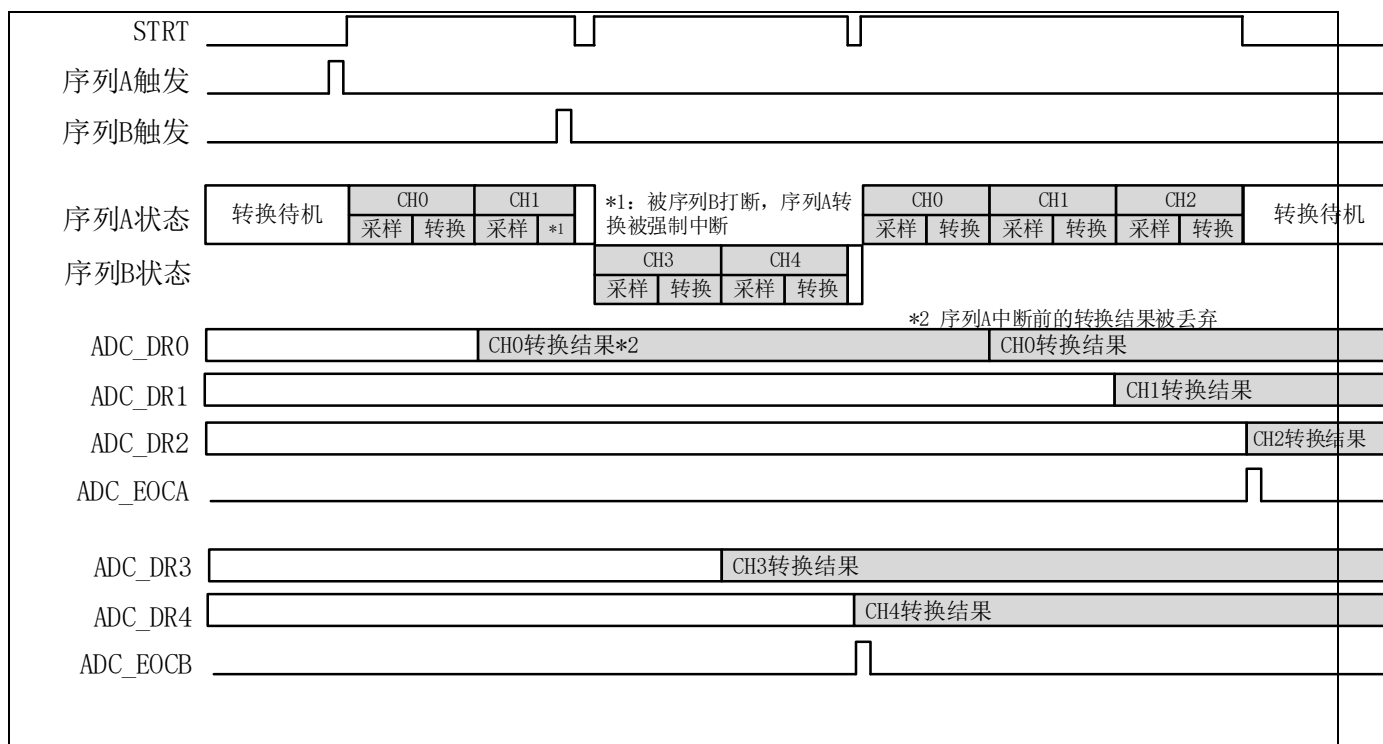 STRT
序列A触发
序列B触发
序列A状态
转换待机
CH0
CH1
采样 转换 采样 *1
*1: 被序列B打断，序列A转
换被强制中断
CH0
CH1
CH2
采样 转换 采样 转换 采样 转换
转换待机
序列B状态
CH3
CH4
采样 转换 采样 转换
*2 序列A中断前的转换结果被丢弃
ADC_DR0
CH0转换结果*2
CH0转换结果
ADC_DR1
CH1转换结果
ADC_DR2
CH2转换结果
ADC_EOCA
ADC_DR3
CH3转换结果
ADC_DR4
CH4转换结果
ADC_EOCB